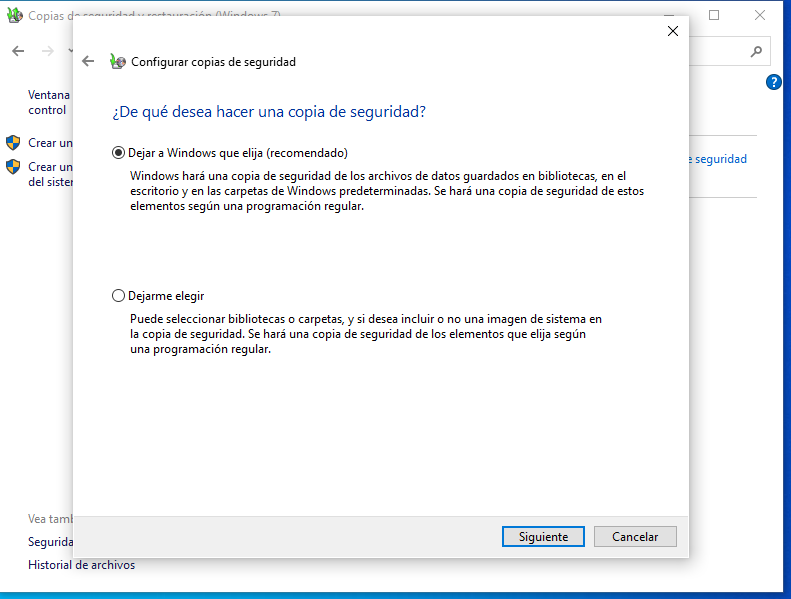 Copias de seguridad y restauración (Windows 7)
Configurar copias de seguridad
¿De qué desea hacer una copia de seguridad?
Ventana
control
Dejar a Windows que elija (recomendado)
Crear un
Windows hará una copia de seguridad de los archivos de datos guardados en bibliotecas, en el
escritorio y en las carpetas de Windows predeterminadas. Se hará una copia de seguridad de estos
elementos según una programación regular.
e seguridad
Crear un
del sister
Dejarme elegir
Puede seleccionar bibliotecas o carpetas, y si desea incluir o no una imagen de sistema en
la copia de seguridad. Se hará una copia de seguridad de los elementos que elija según
una programación regular.
Vea tamb
Segurida
Historial de archivos
Siguiente
Cancelar
?